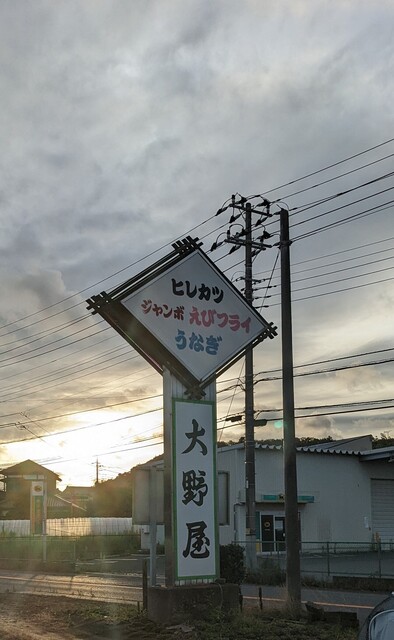 ヒレカツ
ジャンボ えびフライ
うなぎ
大野屋